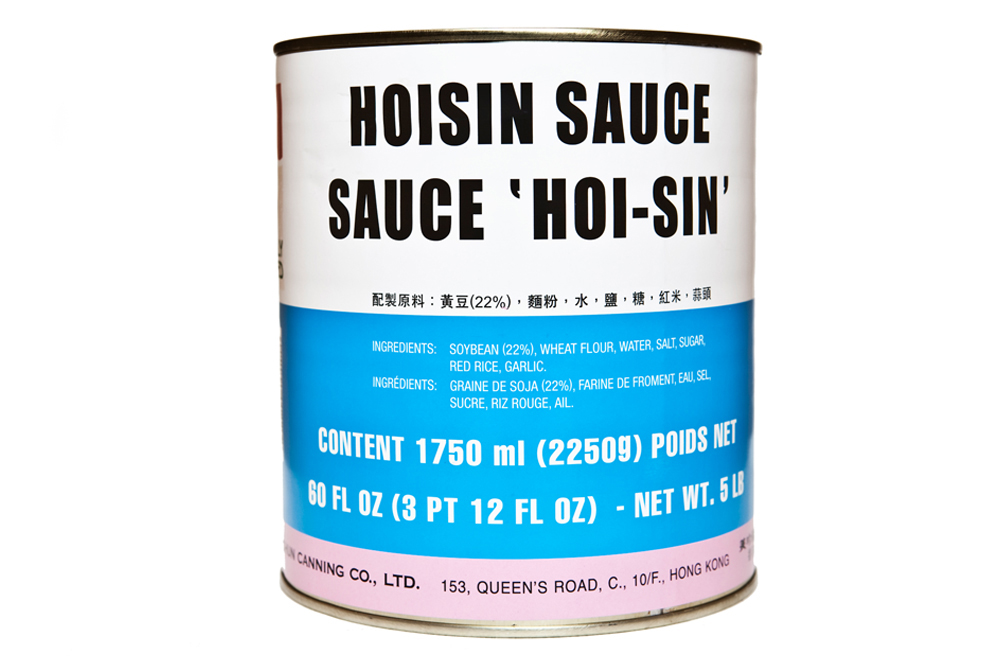 HOISIN SAUCE
SAUCE ‘HOI-SIN’
配製原料：黃豆(22%)，麵粉，水，鹽，糖，紅米，蒜頭
INGREDIENTS: SOYBEAN (22%), WHEAT FLOUR, WATER, SALT, SUGAR,
RED RICE, GARLIC.
INGRÉDIENTS: GRAINE DE SOJA (22%), FARINE DE FROMENT, EAU, SEL,
SUCRE, RIZ ROUGE, AIL.
CONTENT 1750 ml (2250g) POIDS NET
60 FL OZ (3 PT 12 FL OZ) - NET WT. 5 LB
CANNING CO., LTD. 153, QUEEN'S ROAD, C., 10/F., HONG KONG